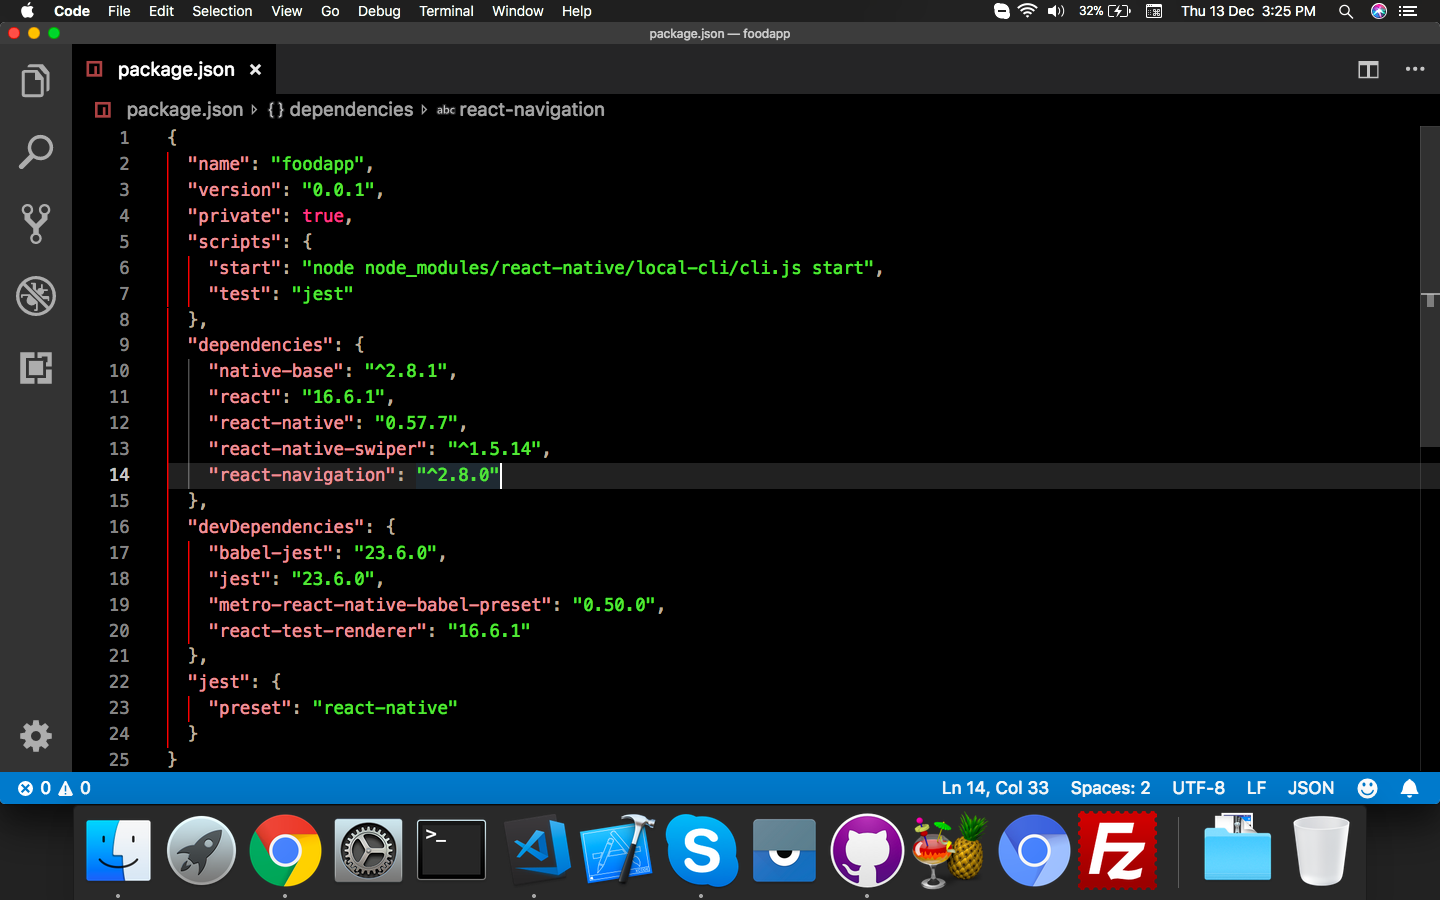 Code File Edit Selection View Go Debug Terminal Window Help 32% Thu 13 Dec 3:25 PM
package.json — foodapp
package.json ×
package.json › {} dependencies › abc react-navigation
1 {
2 "name": "foodapp",
3 "version": "0.0.1",
4 "private": true,
5 "scripts": {
6 "start": "node node_modules/react-native/local-cli/cli.js start",
7 "test": "jest"
8 },
9 "dependencies": {
10 "native-base": "^2.8.1",
11 "react": "16.6.1",
12 "react-native": "0.57.7",
13 "react-native-swiper": "^1.5.14",
14 "react-navigation": "^2.8.0"
15 },
16 "devDependencies": {
17 "babel-jest": "23.6.0",
18 "jest": "23.6.0",
19 "metro-react-native-babel-preset": "0.50.0",
20 "react-test-renderer": "16.6.1"
21 },
22 "jest": {
23 "preset": "react-native"
24 }
25 }
0 0 Ln 14, Col 33 Spaces: 2 UTF-8 LF JSON
>_ S Fz